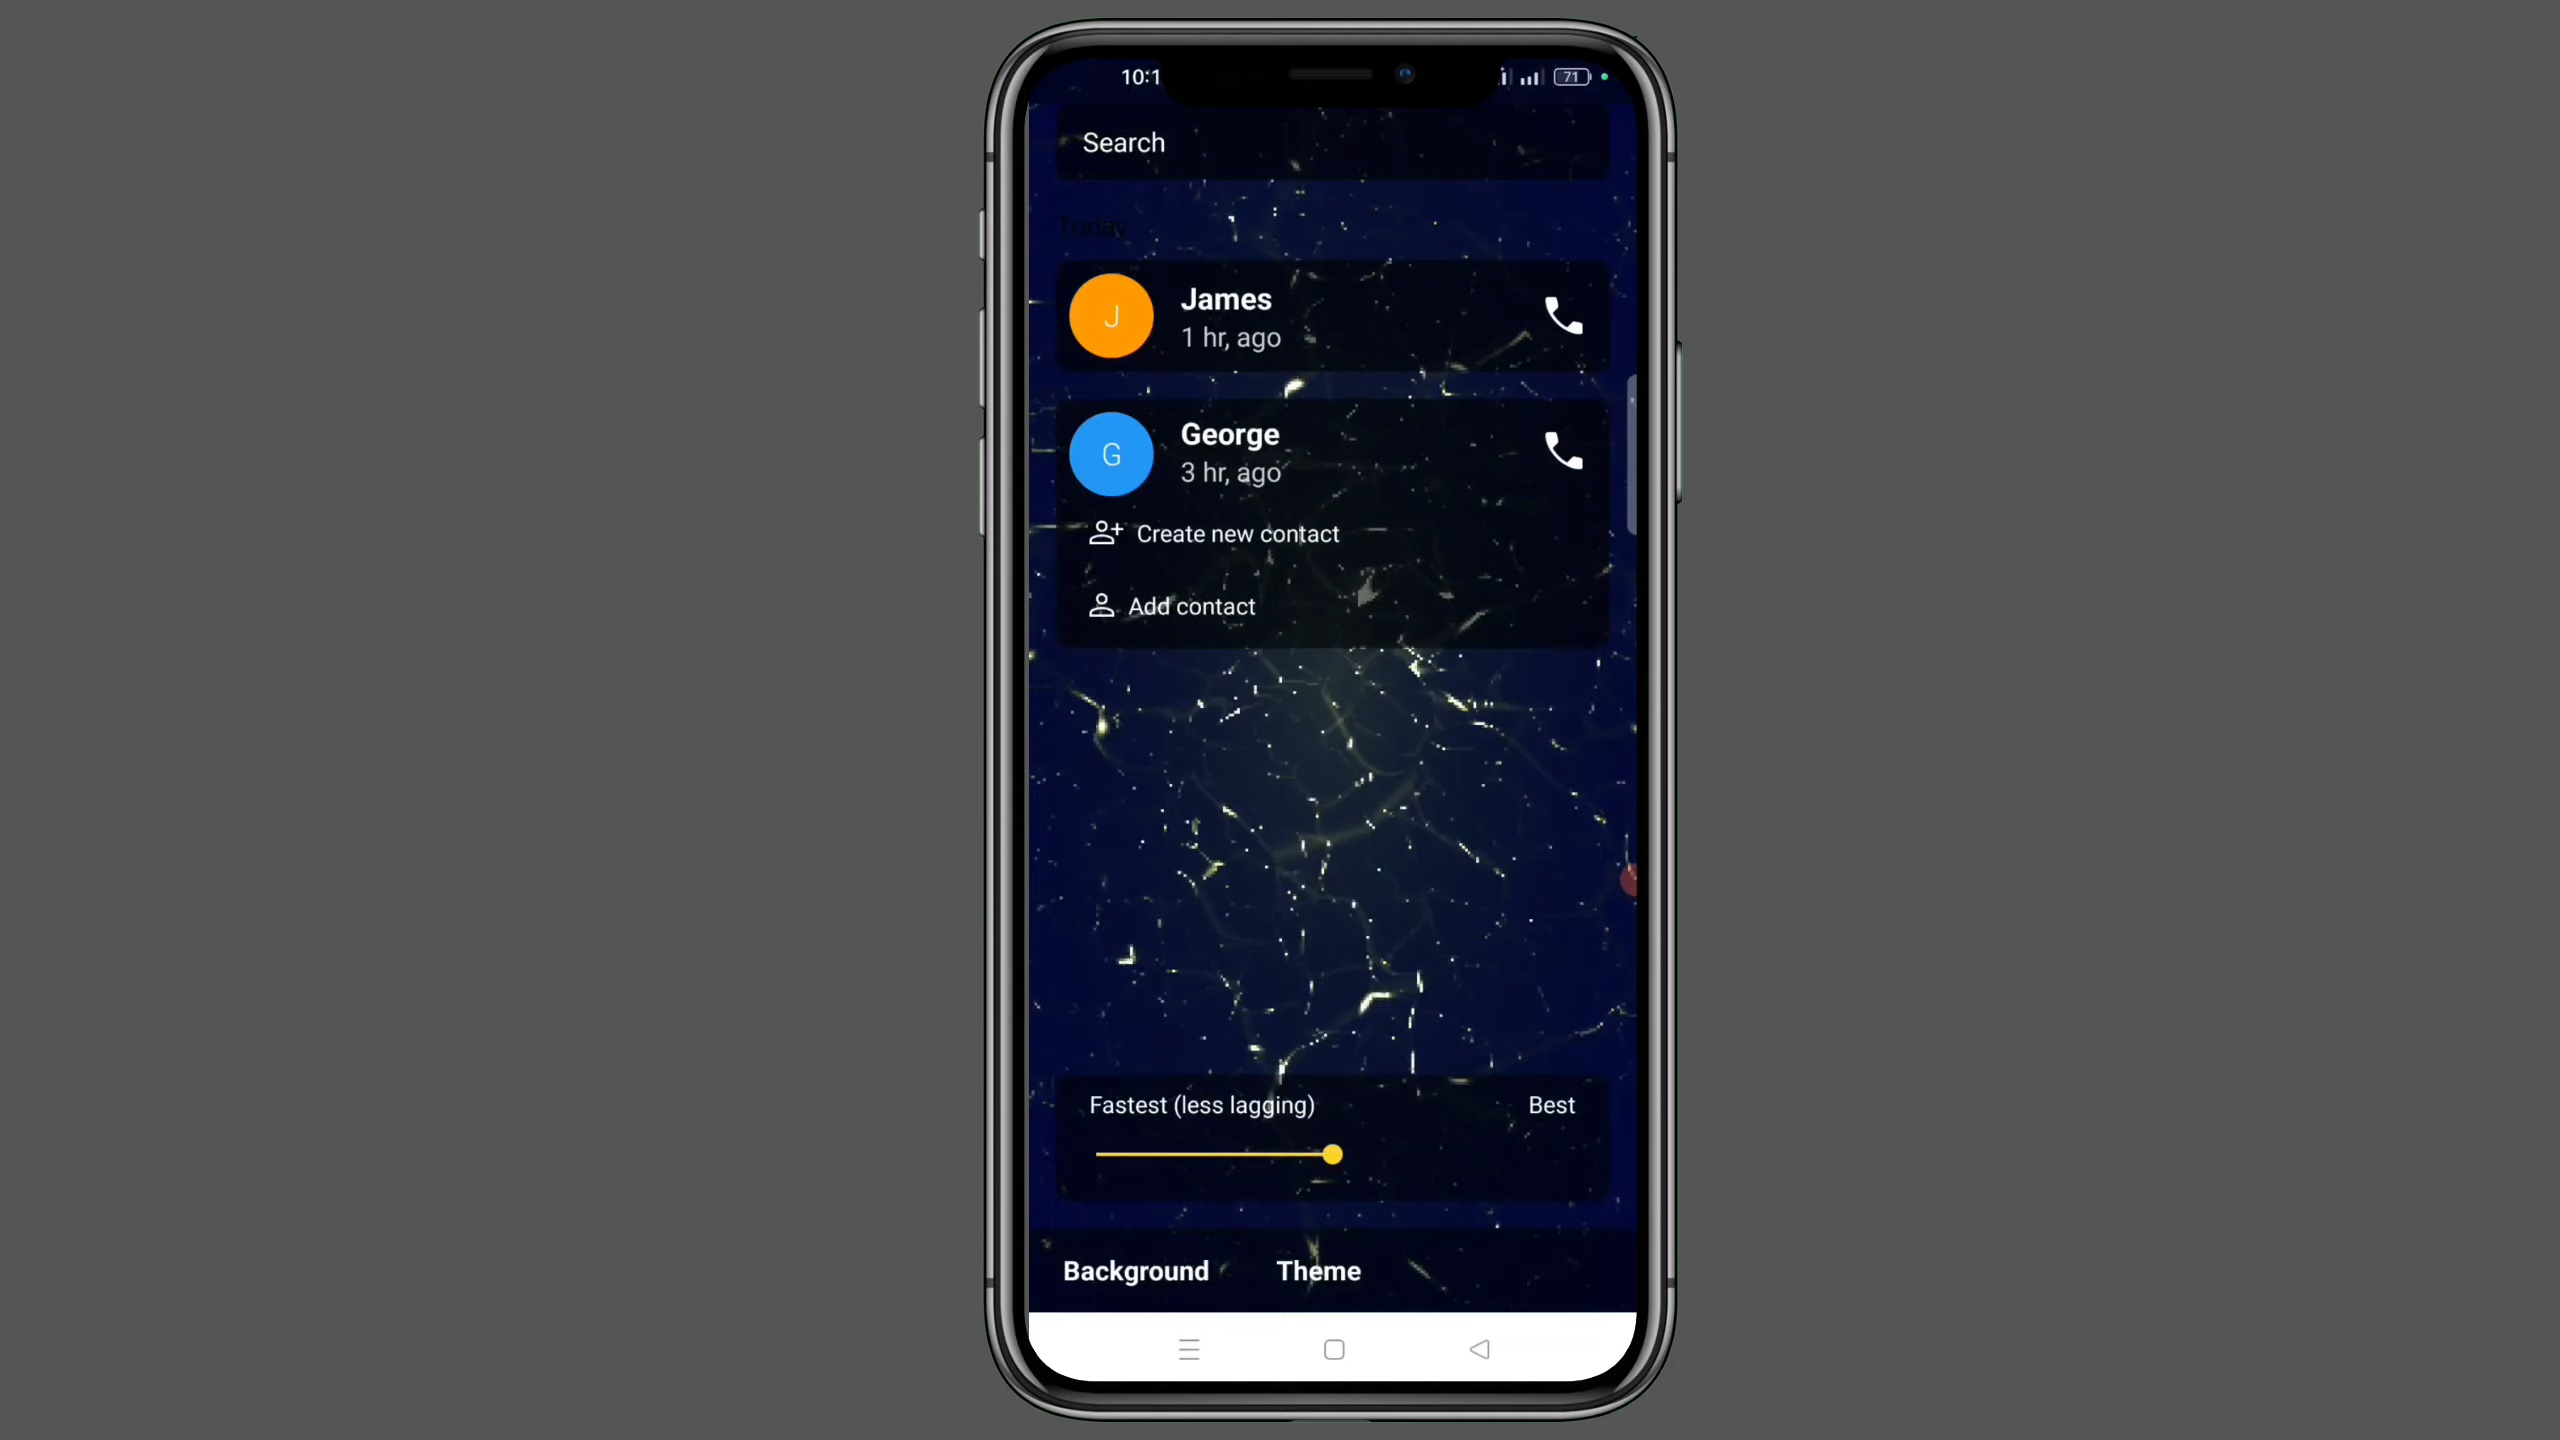 10:1
71
Search
Today
J
James
1 hr, ago
G
George
3 hr, ago
Create new contact
Add contact
Fastest (less lagging)
Best
Background
Theme